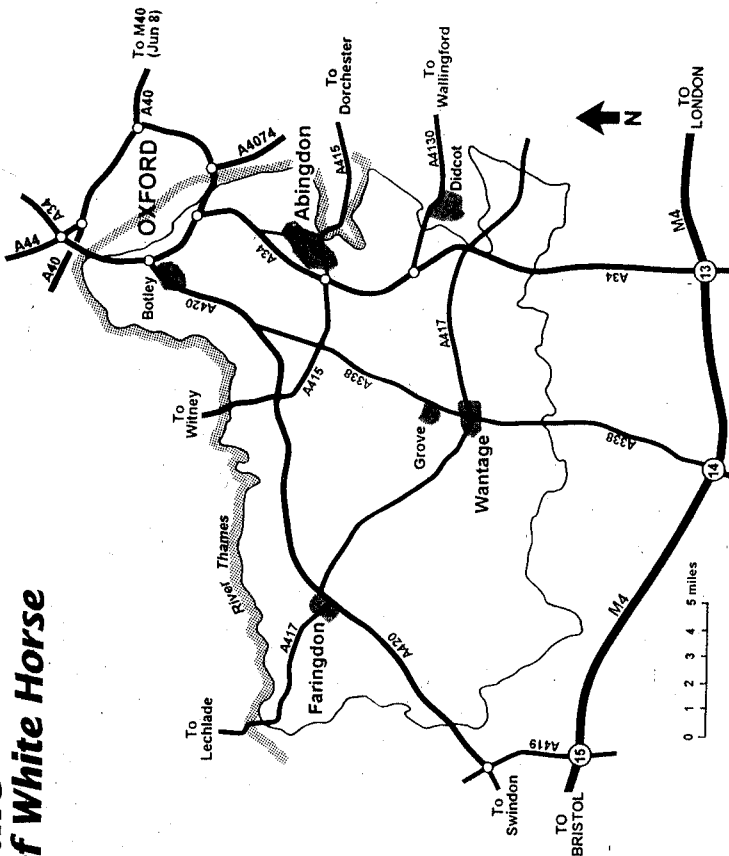 f White Horse
To M40
(Jun 8)
A40
A34
A44
A40
OXFORD
A4074
Botley
A420
A34
Abingdon
To
Dorchester
A415
To
Wallingford
A4130
Didcot
N
To
Witney
A415
A338
A417
Grove
Wantage
River Thames
To
Lechlade
A417
Faringdon
A420
A34
A338
TO
LONDON
M4
13
14
M4
15
A419
To
Swindon
TO
BRISTOL
0 1 2 3 4 5 miles